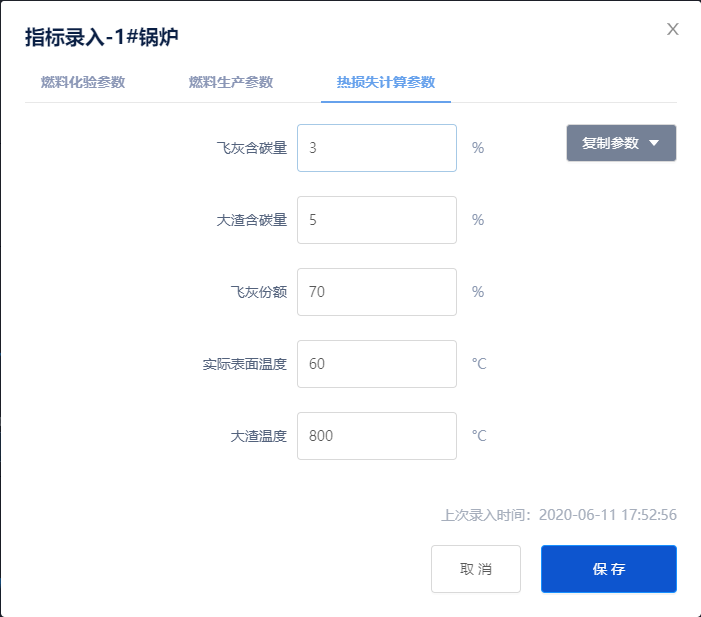 指标录入-1#锅炉
X
燃料化验参数 燃料生产参数 热损失计算参数
飞灰含碳量 3 % 复制参数
大渣含碳量 5 %
飞灰份额 70 %
实际表面温度 60 °C
大渣温度 800 °C
上次录入时间：2020-06-11 17:52:56
取 消 保 存